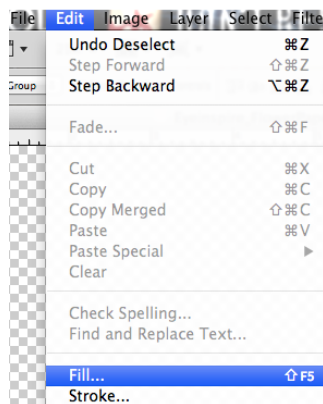 File Edit Image Layer Select Filte
Undo Deselect ⌘Z
Step Forward ⇧⌘Z
Step Backward ⌥⌘Z
Group
Fade... ⇧⌘F
Cut ⌘X
Copy ⌘C
Copy Merged ⇧⌘C
Paste ⌘V
Paste Special ▶
Clear
Check Spelling...
Find and Replace Text...
Fill... ⇧F5
Stroke...